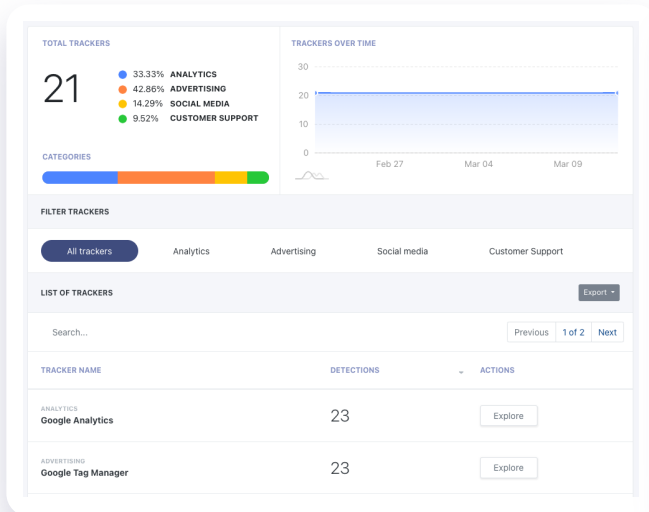 TOTAL TRACKERS
21
33.33% ANALYTICS
42.86% ADVERTISING
14.29% SOCIAL MEDIA
9.52% CUSTOMER SUPPORT
CATEGORIES
TRACKERS OVER TIME
30
20
10
0
Feb 27 Mar 04 Mar 09
FILTER TRACKERS
All trackers Analytics Advertising Social media Customer Support
LIST OF TRACKERS Export
Search... Previous 1 of 2 Next
TRACKER NAME DETECTIONS ACTIONS
ANALYTICS
Google Analytics 23 Explore
ADVERTISING
Google Tag Manager 23 Explore